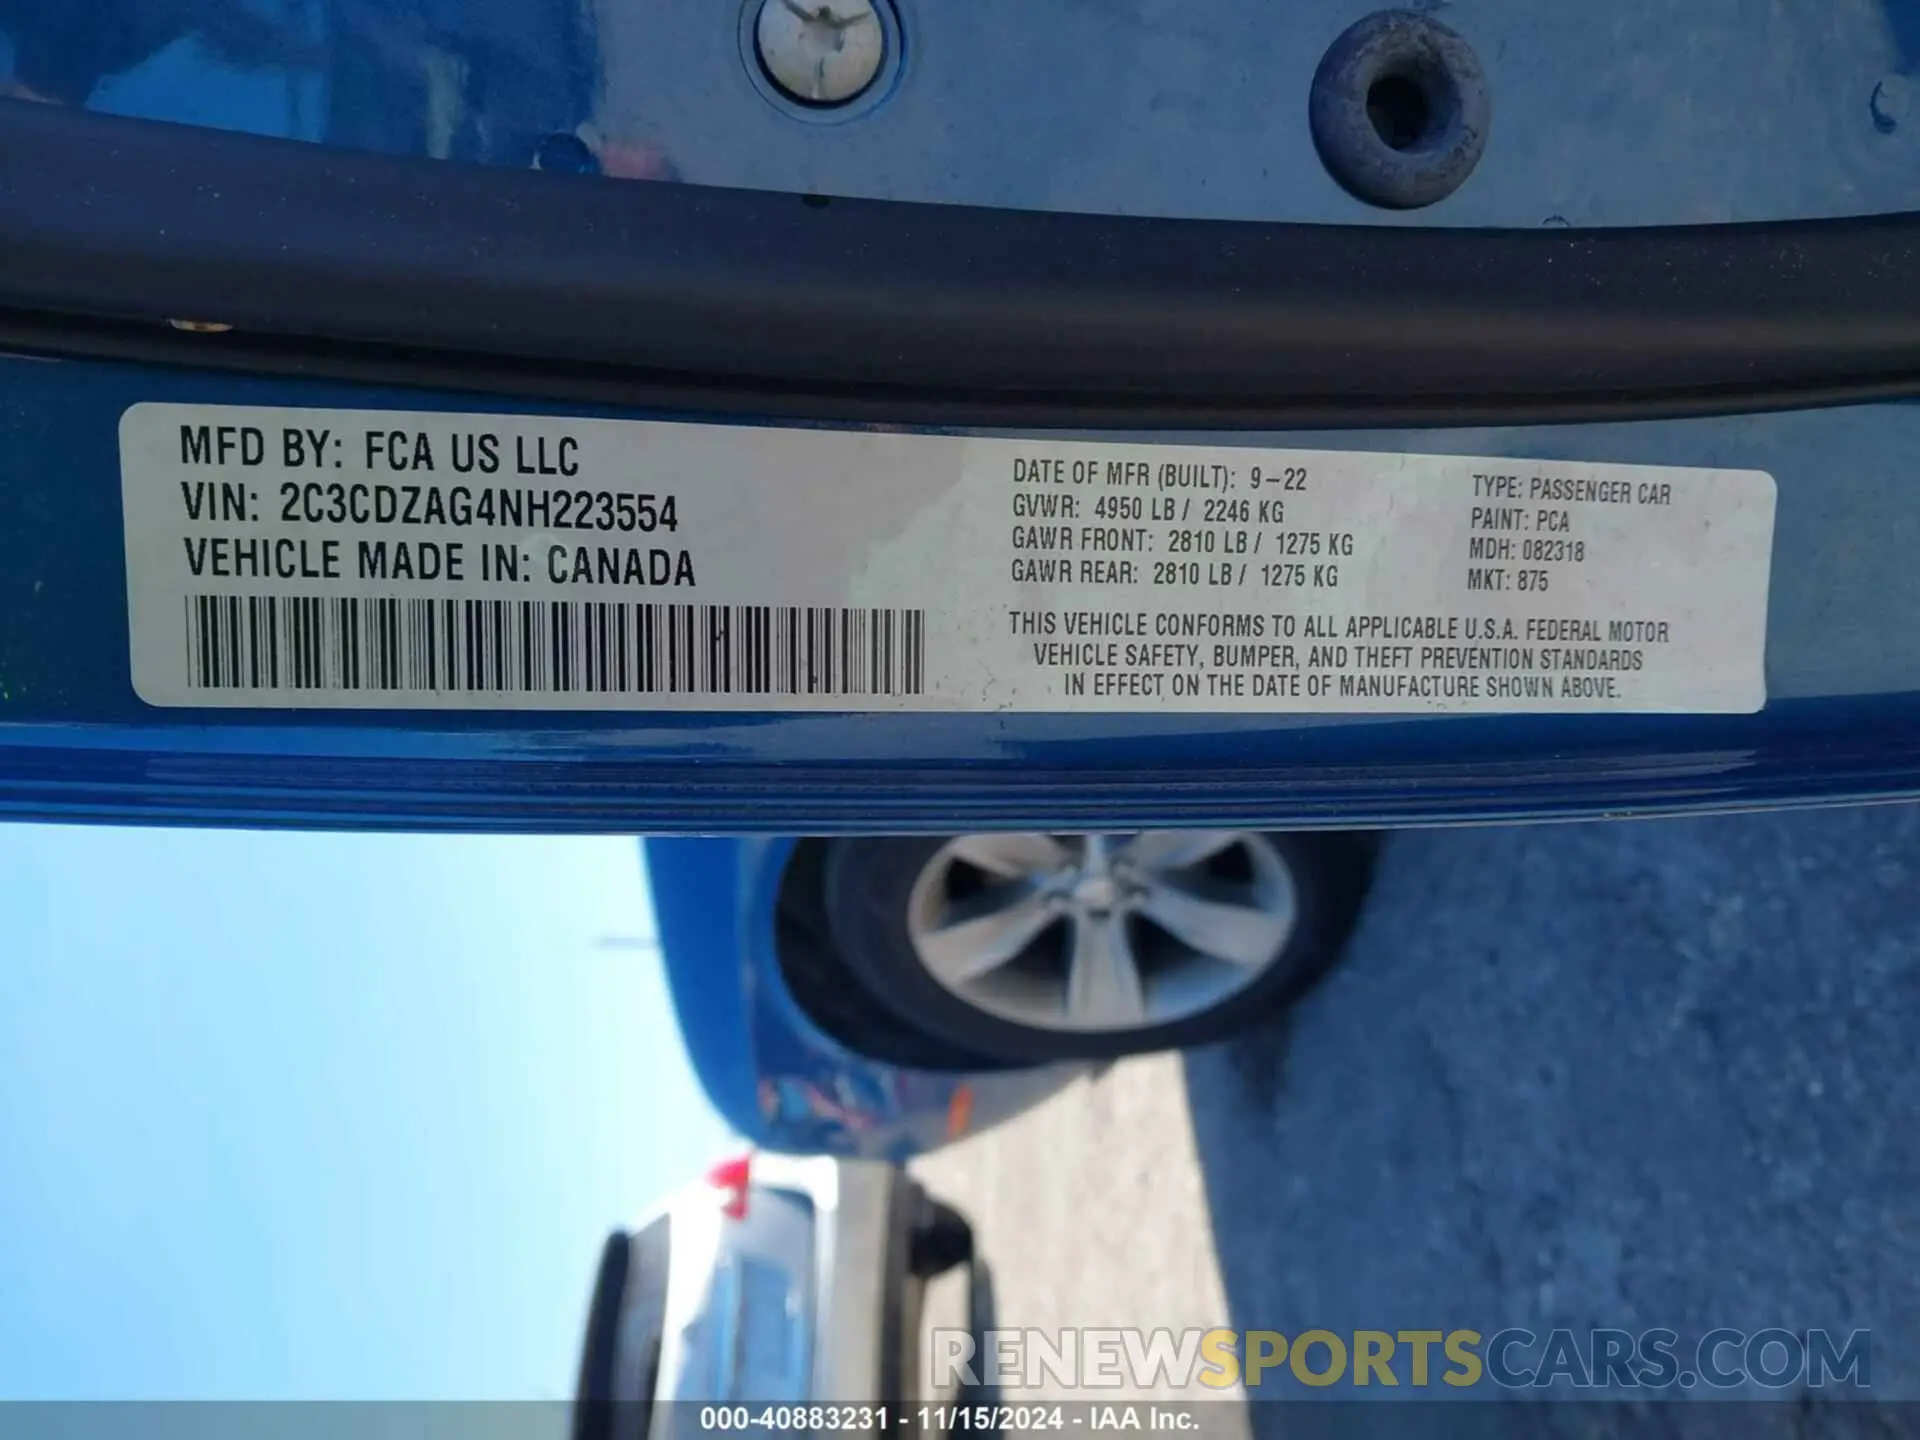 MFD BY: FCA US LLC
VIN: 2C3CDZAG4NH223554
VEHICLE MADE IN: CANADA
DATE OF MFR (BUILT): 9-22
GVWR: 4950 LB / 2246 KG
GAWR FRONT: 2810 LB / 1275 KG
GAWR REAR: 2810 LB / 1275 KG
TYPE: PASSENGER CAR
PAINT: PCA
MDH: 082318
MKT: 875
THIS VEHICLE CONFORMS TO ALL APPLICABLE U.S.A. FEDERAL MOTOR
VEHICLE SAFETY, BUMPER, AND THEFT PREVENTION STANDARDS
IN EFFECT ON THE DATE OF MANUFACTURE SHOWN ABOVE.
RENEWSPORTSCARS.COM
000-40883231 - 11/15/2024 - IAA Inc.